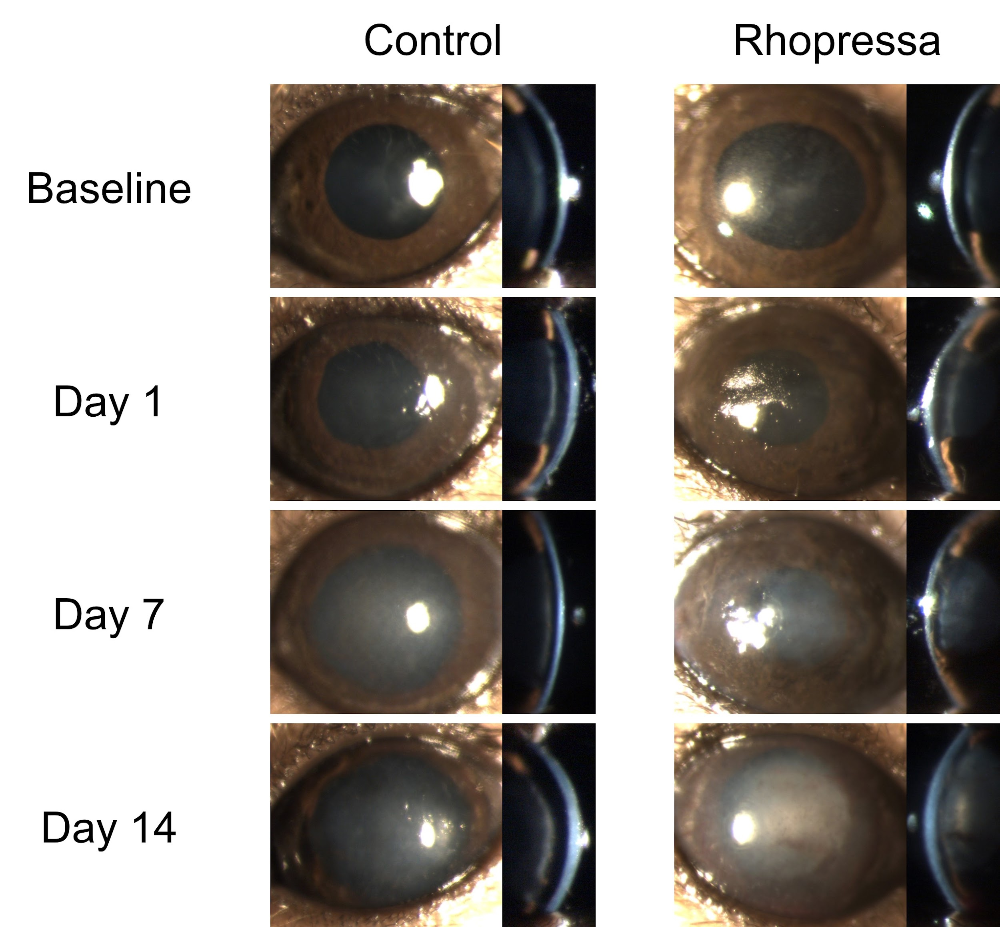 Control Rhopressa
Baseline
Day 1
Day 7
Day 14